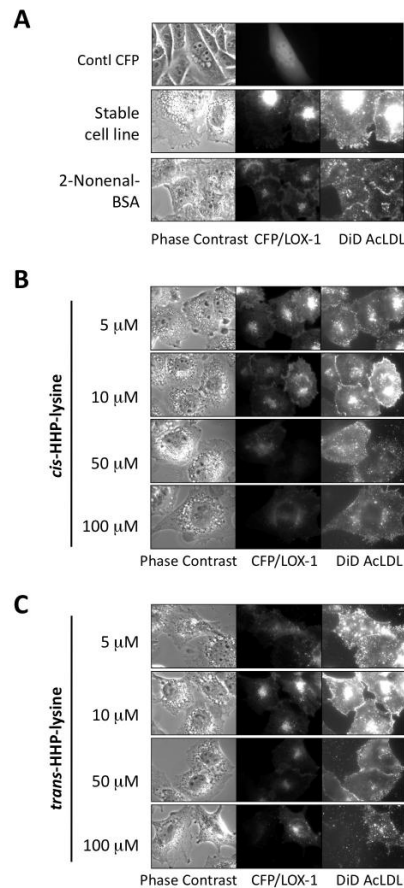 A
Contl CFP
Stable
cell line
2-Nonenal-
BSA
Phase Contrast CFP/LOX-1 DiD AcLDL
B
cis-HHP-lysine
5 μM
10 μM
50 μM
100 μM
Phase Contrast CFP/LOX-1 DiD AcLDL
C
trans-HHP-lysine
5 μM
10 μM
50 μM
100 μM
Phase Contrast CFP/LOX-1 DiD AcLDL